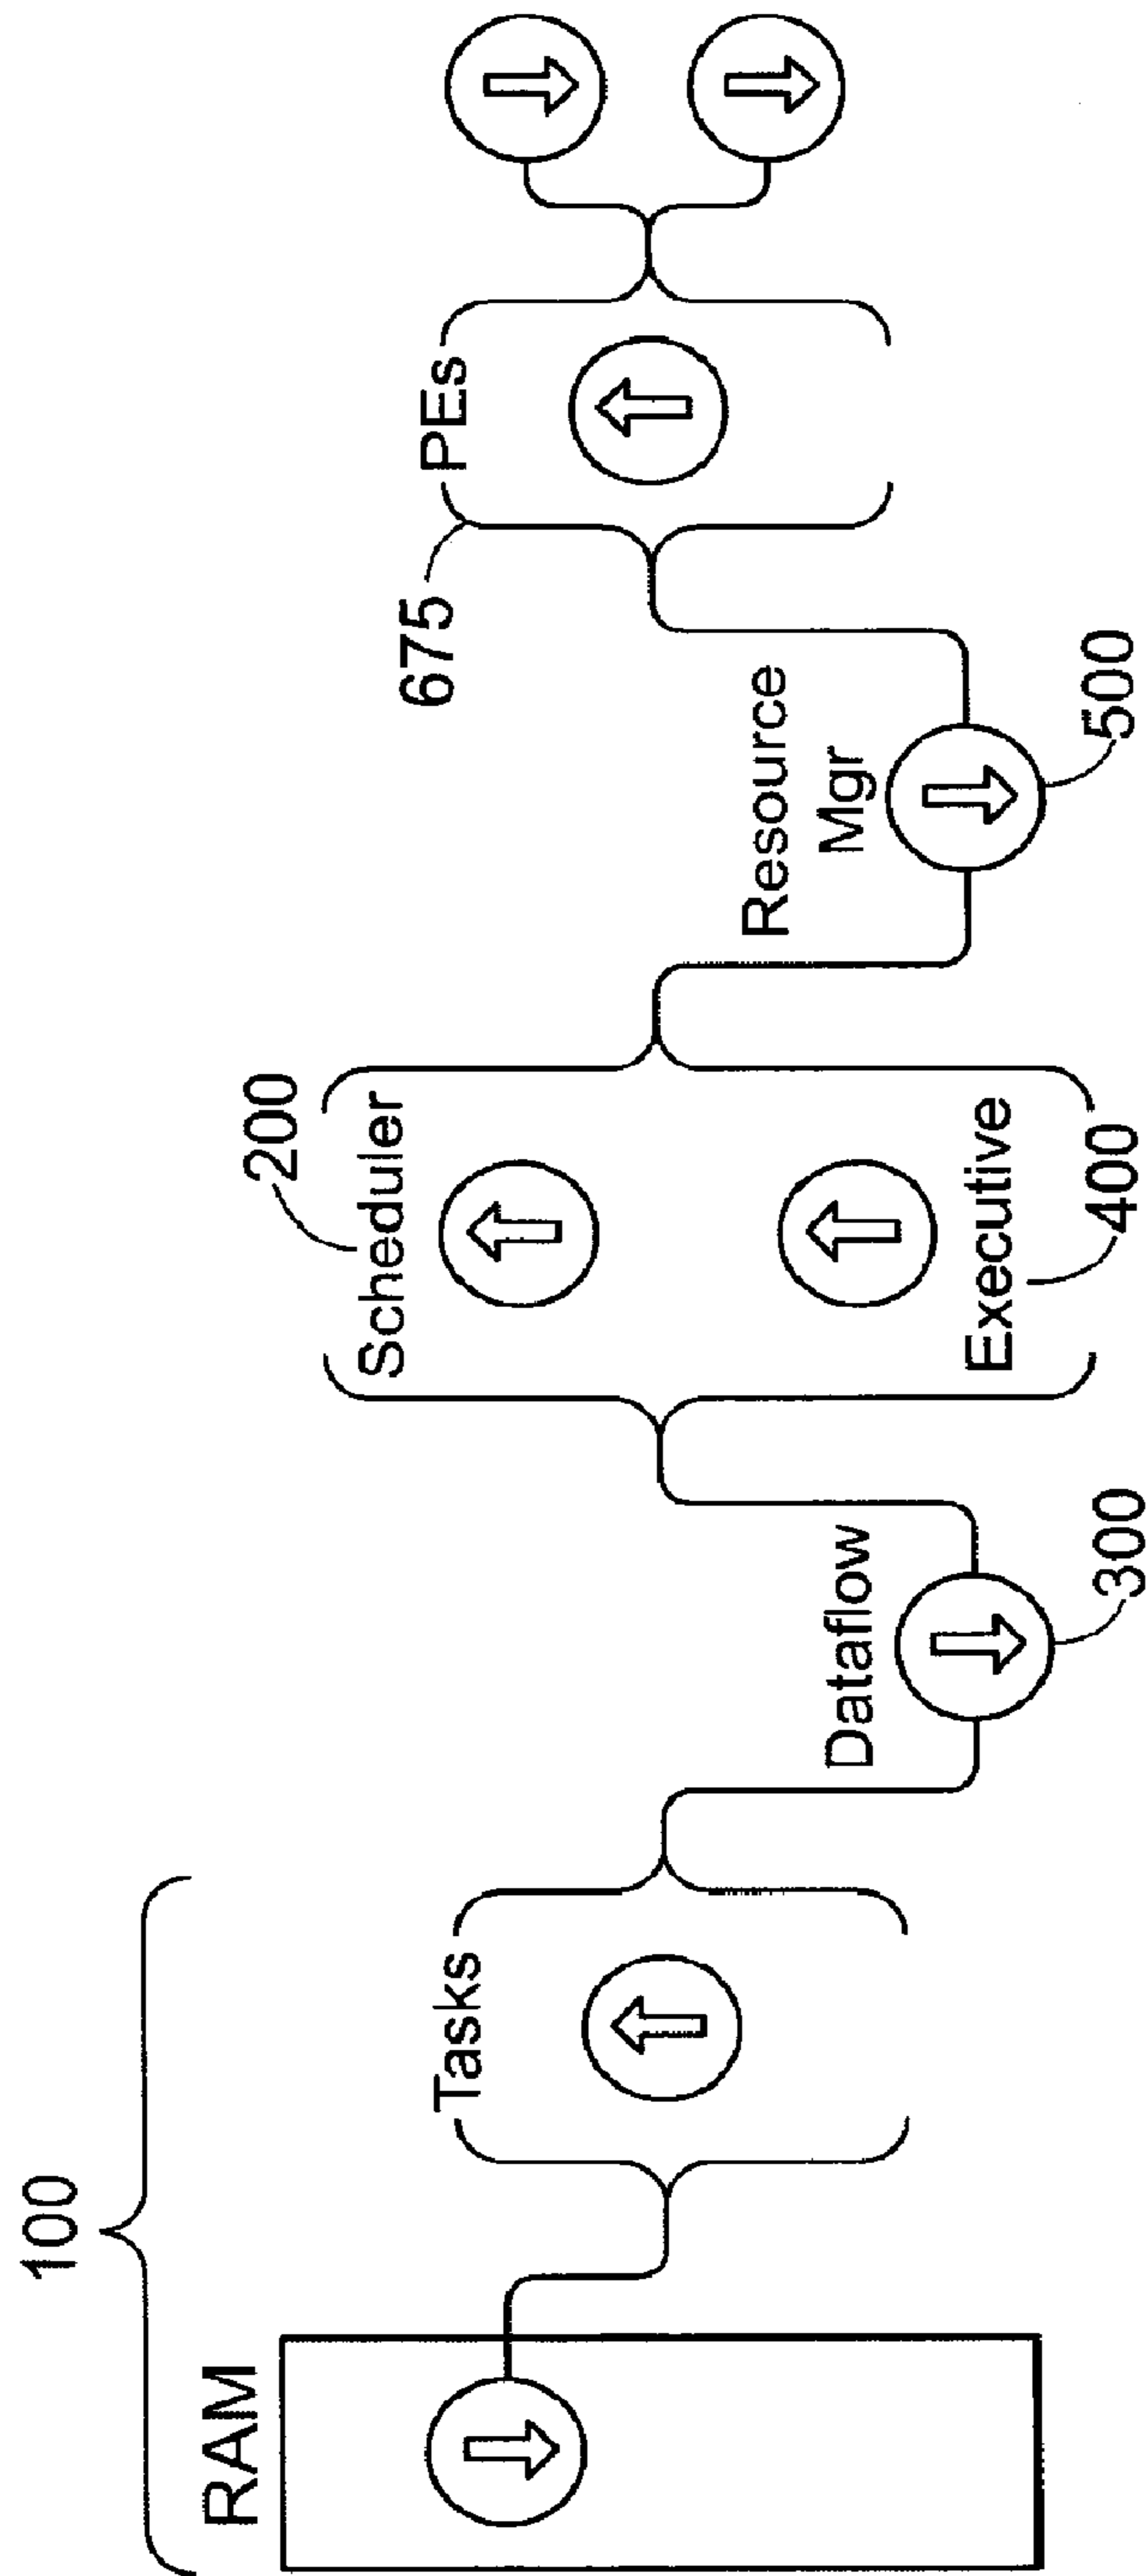 100
RAM
Tasks
Dataflow
300
200
Scheduler
Executive
400
Resource
Mgr
500
675
PEs